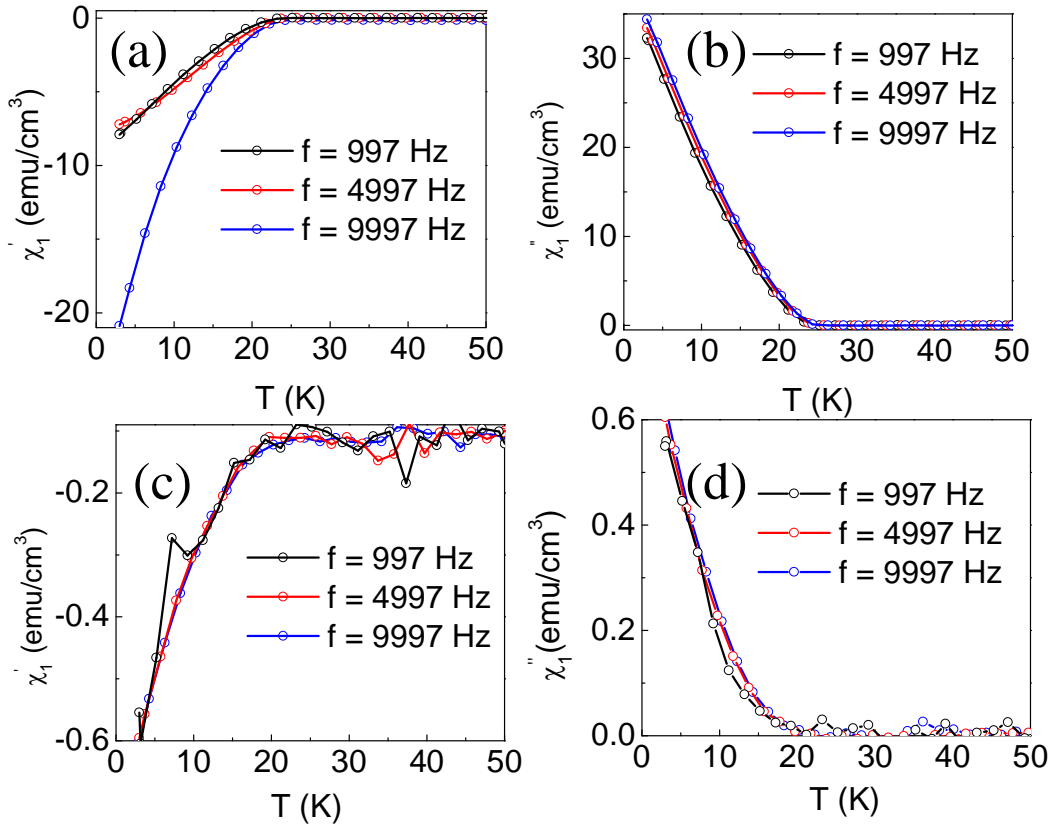 (a)
0
-10
-20
χ₁' (emu/cm³)
f = 997 Hz
f = 4997 Hz
f = 9997 Hz
0 10 20 30 40 50
T (K)
(b)
30
20
10
0
χ₁'' (emu/cm³)
f = 997 Hz
f = 4997 Hz
f = 9997 Hz
0 10 20 30 40 50
T (K)
(c)
-0.2
-0.4
-0.6
χ₁' (emu/cm³)
f = 997 Hz
f = 4997 Hz
f = 9997 Hz
0 10 20 30 40 50
T (K)
(d)
0.6
0.4
0.2
0.0
χ₁'' (emu/cm³)
f = 997 Hz
f = 4997 Hz
f = 9997 Hz
0 10 20 30 40 50
T (K)